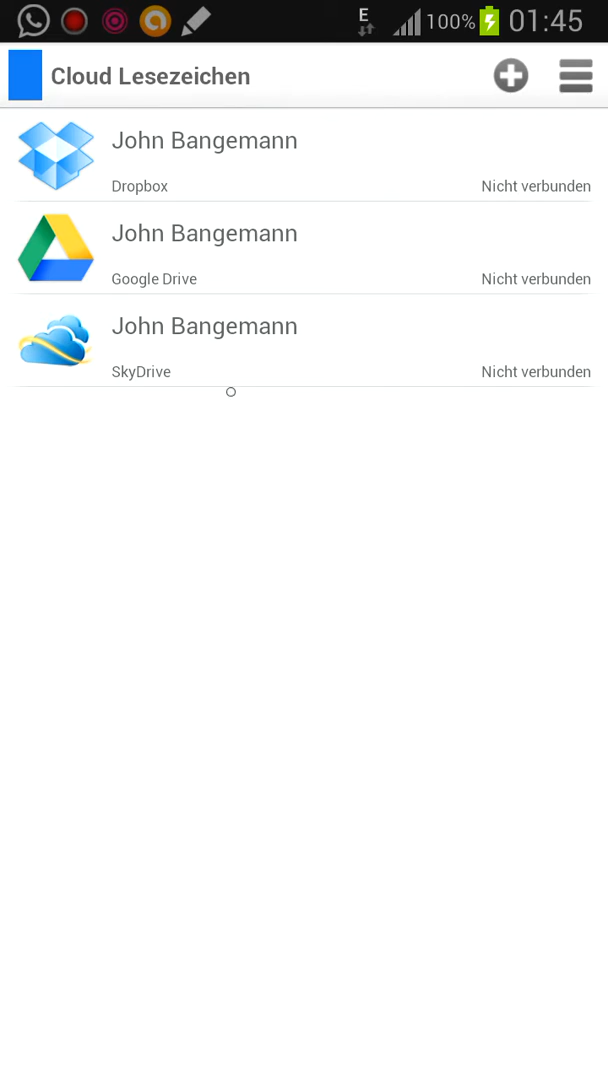 E 100% 01:45
Cloud Lesezeichen
John Bangemann
Dropbox Nicht verbunden
John Bangemann
Google Drive Nicht verbunden
John Bangemann
SkyDrive Nicht verbunden